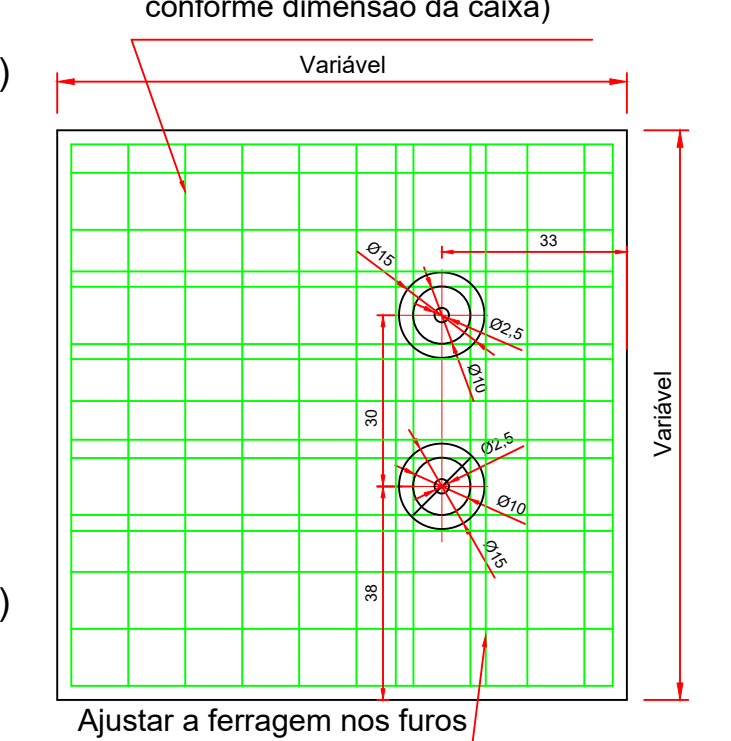 conforme dimensão da caixa)
)
Variável
33
Ø15
Ø2,5
Ø10
30
Variável
Ø2,5
Ø10
Ø15
38
)
Ajustar a ferragem nos furos